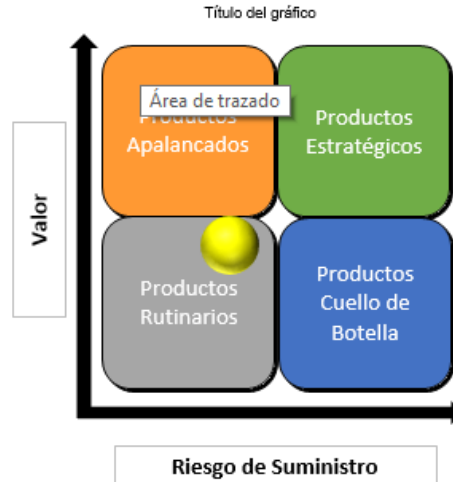 Título del gráfico
Área de trazado
Productos
Apalancados
Productos
Estratégicos
Valor
Productos
Rutinarios
Productos
Cuello de
Botella
Riesgo de Suministro